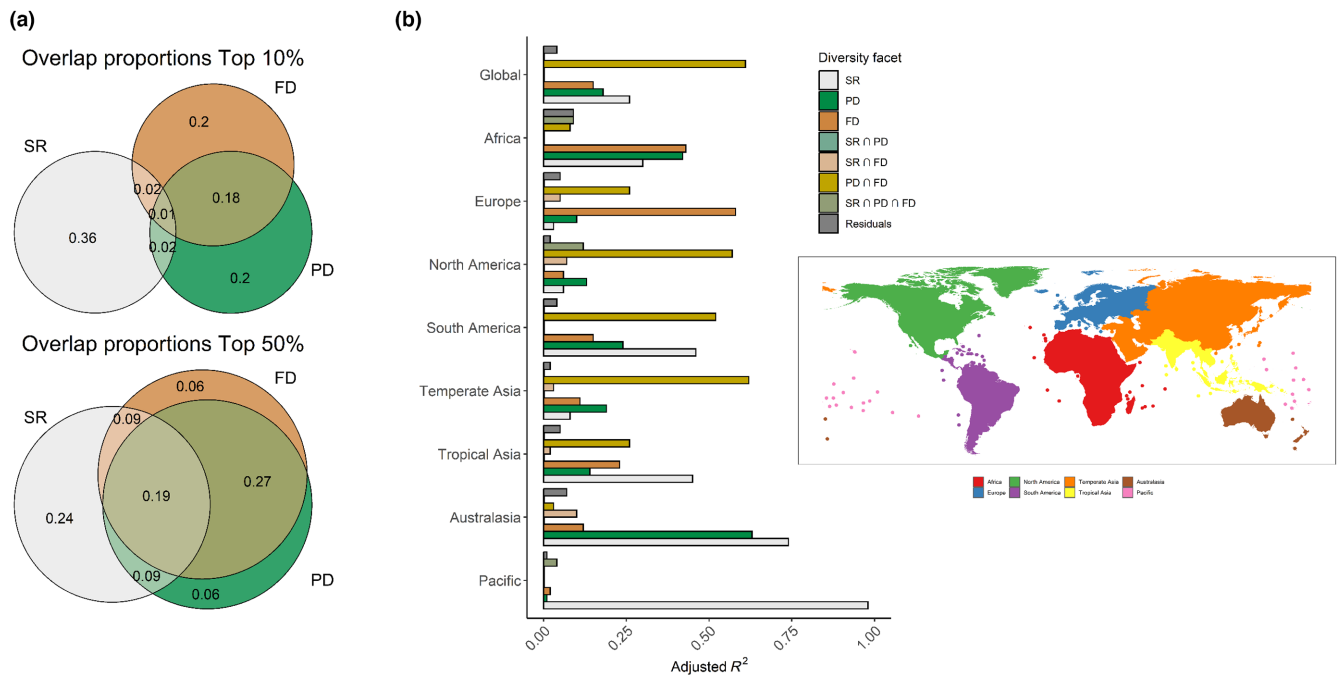 (a)
Overlap proportions Top 10%
FD
0.2
SR
0.02
0.18
0.01
0.36
0.02
0.2
PD
Overlap proportions Top 50%
0.06
FD
SR
0.09
0.27
0.19
0.24
0.09
0.06
PD
(b)
Global
Africa
Europe
North America
South America
Temperate Asia
Tropical Asia
Australasia
Pacific
0.00 0.25 0.50 0.75 1.00
Adjusted R²
Diversity facet
SR
PD
FD
SR ∩ PD
SR ∩ FD
PD ∩ FD
SR ∩ PD ∩ FD
Residuals
Africa North America Temperate Asia Australasia
Europe South America Tropical Asia Pacific